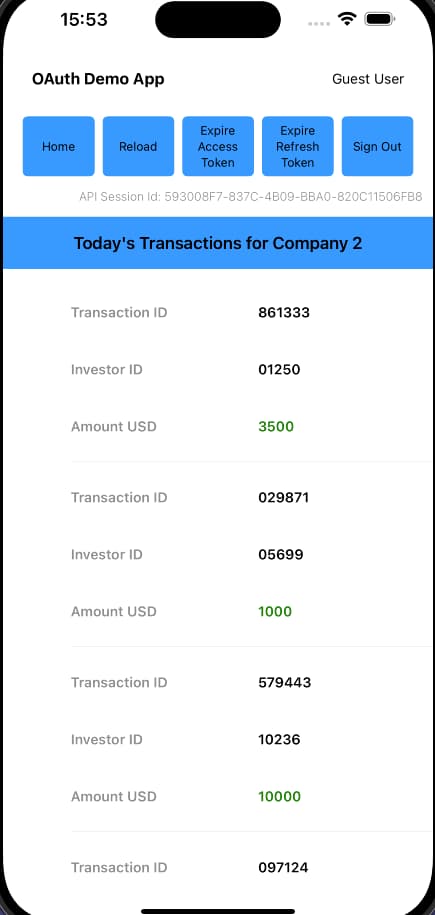 15:53
OAuth Demo App
Guest User
Home
Reload
Expire
Access
Token
Expire
Refresh
Token
Sign Out
API Session Id: 593008F7-837C-4B09-BBA0-820C11506FB8
Today's Transactions for Company 2
Transaction ID 861333
Investor ID 01250
Amount USD 3500
Transaction ID 029871
Investor ID 05699
Amount USD 1000
Transaction ID 579443
Investor ID 10236
Amount USD 10000
Transaction ID 097124